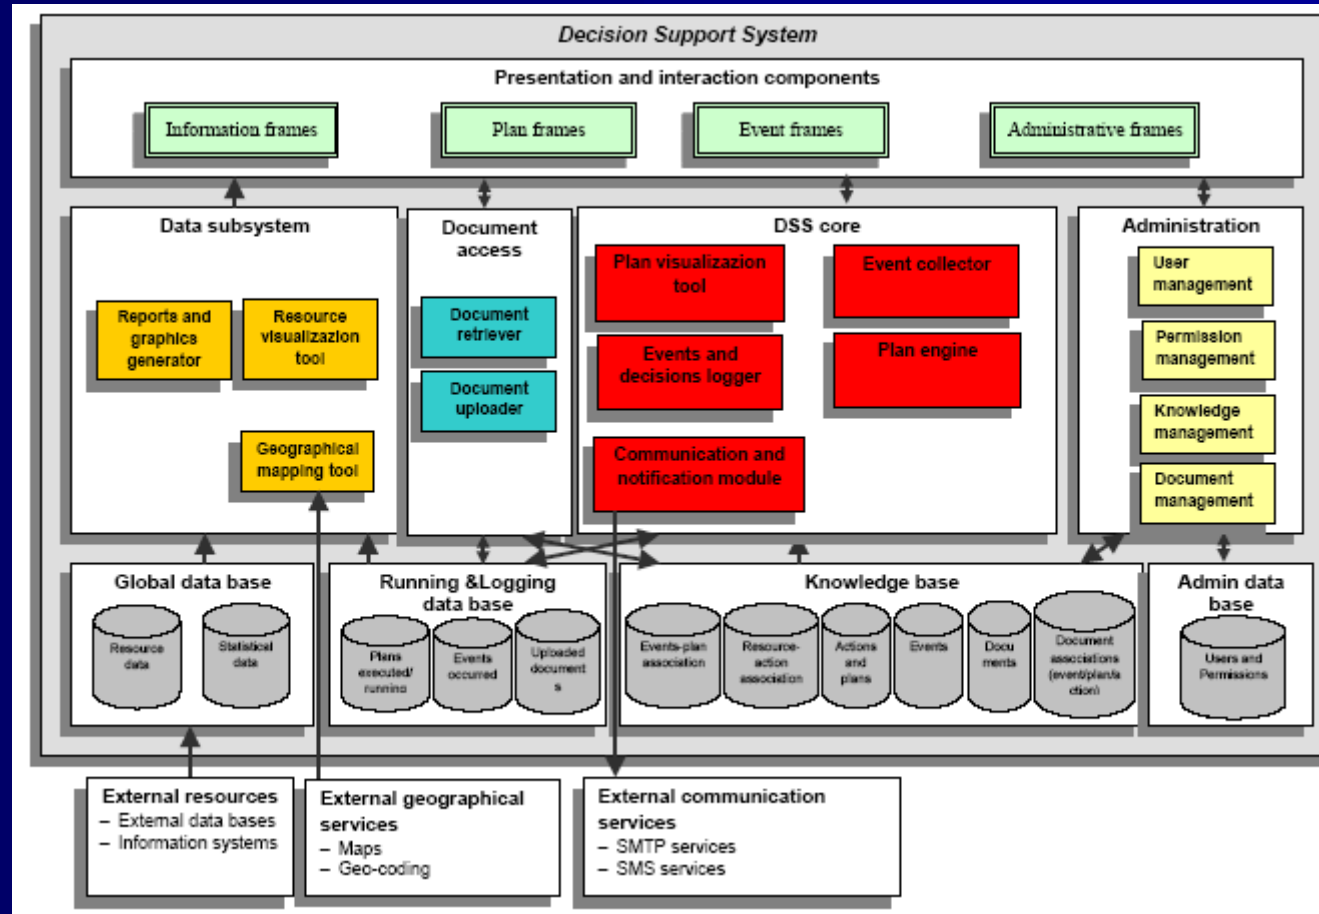 Decision Support System
Presentation and interaction components
Information frames
Plan frames
Event frames
Administrative frames
Data subsystem
Reports and
graphics
generator
Resource
visualizazion
tool
Geographical
mapping tool
Document
access
Document
retriever
Document
uploader
DSS core
Plan visualizazion
tool
Event collector
Events and
decisions logger
Plan engine
Communication and
notification module
Administration
User
management
Permission
management
Knowledge
management
Document
management
Global data base
Resource
data
Statistical
data
Running &Logging
data base
Plans
executed/
running
Events
occurred
Uploaded
document
s
Knowledge base
Events-plan
association
Resource-
action
association
Actions
and
plans
Events
Docu
ments
Document
associations
(event/plan/a
ction)
Admin data
base
Users and
Permissions
External resources
– External data bases
– Information systems
External geographical
services
– Maps
– Geo-coding
External communication
services
– SMTP services
– SMS services